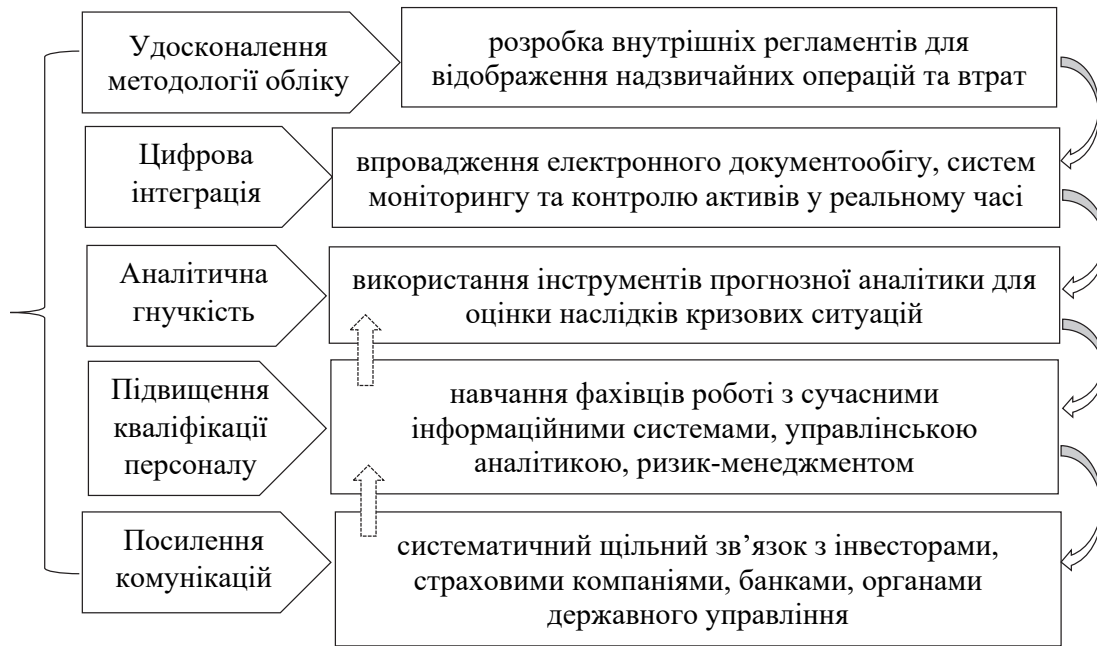 Удосконалення
методології обліку
розробка внутрішніх регламентів для
відображення надзвичайних операцій та втрат
Цифрова
інтеграція
впровадження електронного документообігу, систем
моніторингу та контролю активів у реальному часі
Аналітична
гнучкість
використання інструментів прогнозної аналітики для
оцінки наслідків кризових ситуацій
Підвищення
кваліфікації
персоналу
навчання фахівців роботі з сучасними
інформаційними системами, управлінською
аналітикою, ризик-менеджментом
Посилення
комунікацій
систематичний щільний зв’язок з інвесторами,
страховими компаніями, банками, органами
державного управління